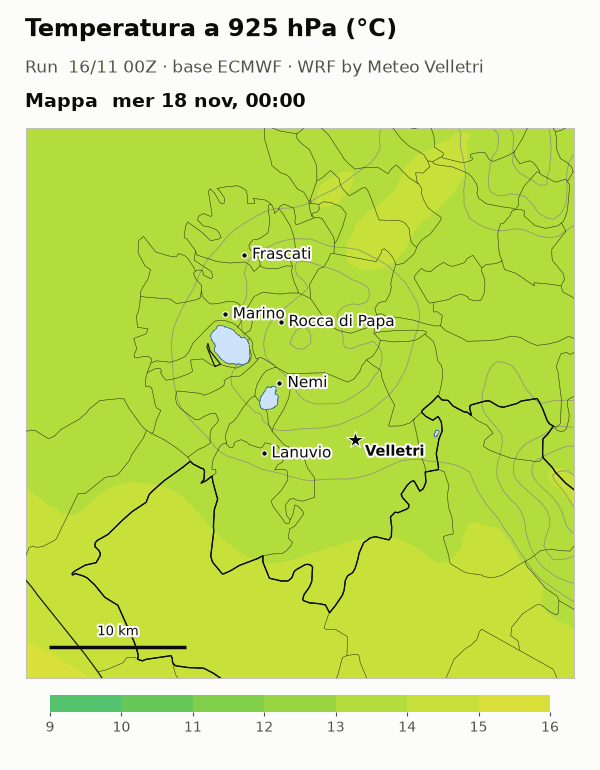 Temperatura a 925 hPa (°C)
Run  16/11 00Z · base ECMWF · WRF by Meteo Velletri
Mappa  mer 18 nov, 00:00
Frascati
Marino
Rocca di Papa
Nemi
Velletri
Lanuvio
10 km
9 10 11 12 13 14 15 16